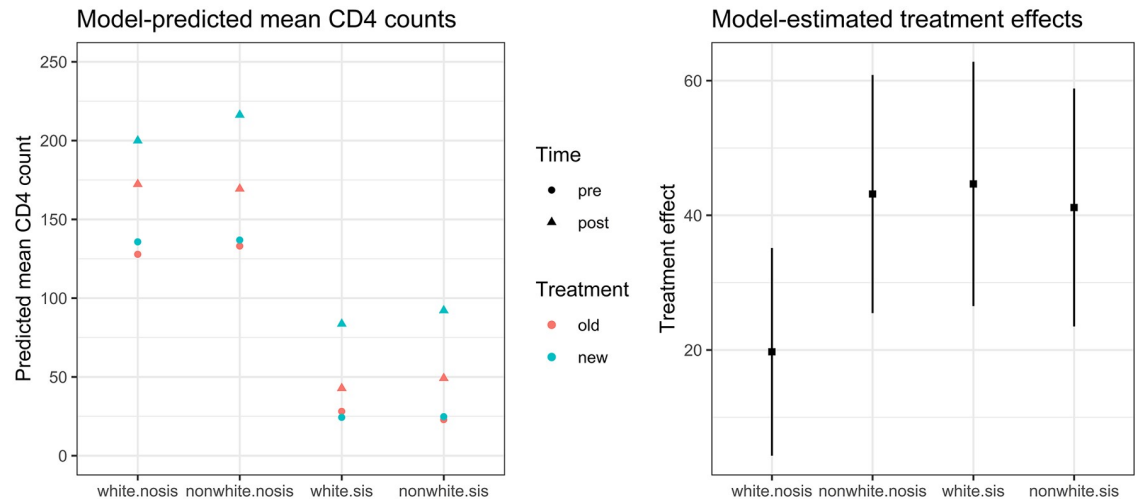 Model-predicted mean CD4 counts
Predicted mean CD4 count
250
200
150
100
50
0
white.nosis nonwhite.nosis white.sis nonwhite.sis
Time
pre
post
Treatment
old
new
Model-estimated treatment effects
Treatment effect
60
40
20
white.nosis nonwhite.nosis white.sis nonwhite.sis